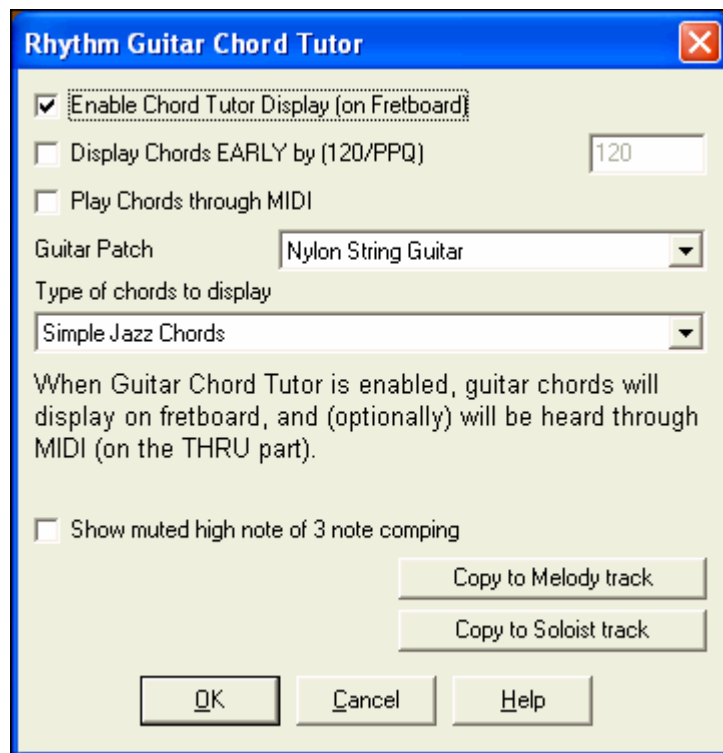 Rhythm Guitar Chord Tutor
Enable Chord Tutor Display (on Fretboard)
Display Chords EARLY by (120/PPQ) 120
Play Chords through MIDI
Guitar Patch Nylon String Guitar
Type of chords to display
Simple Jazz Chords
When Guitar Chord Tutor is enabled, guitar chords will
display on fretboard, and (optionally) will be heard through
MIDI (on the THRU part).
Show muted high note of 3 note comping
Copy to Melody track
Copy to Soloist track
OK Cancel Help